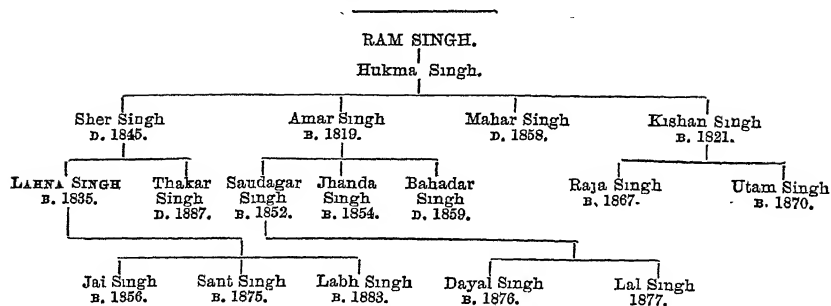 RAM SINGH.
Hukma Singh.
Sher Singh Amar Singh Mahar Singh Kishan Singh
D. 1845. B. 1819. D. 1858. B. 1821.
LAHNA SINGH Thakar Saudagar Jhanda Bahadar Raja Singh Utam Singh
B. 1835. Singh Singh Singh Singh B. 1867. B. 1870.
D. 1887. B. 1852. B. 1854. D. 1859.
Jai Singh Sant Singh Labh Singh Dayal Singh Lal Singh
B. 1856. B. 1875. B. 1883. B. 1876. 1877.